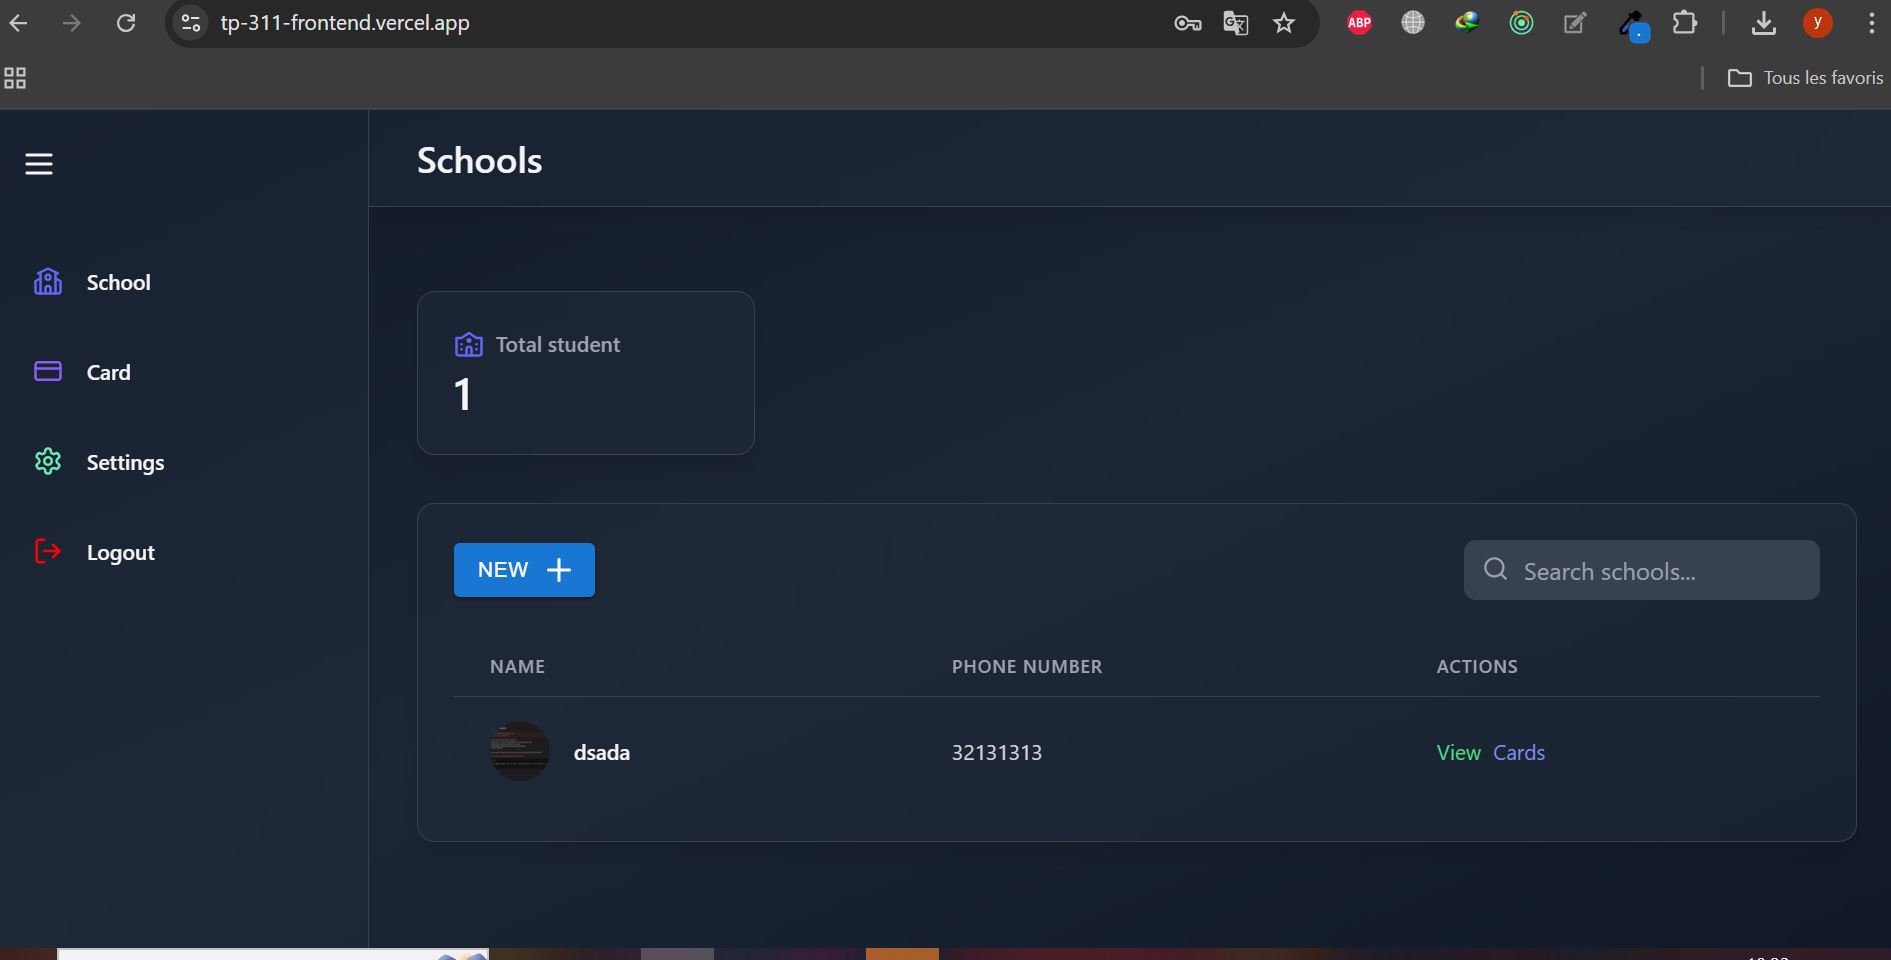 tp-311-frontend.vercel.app
ABP
y
Tous les favoris
Schools
School
Card
Settings
Logout
Total student
1
NEW
Search schools...
NAME PHONE NUMBER ACTIONS
dsada 32131313 View Cards